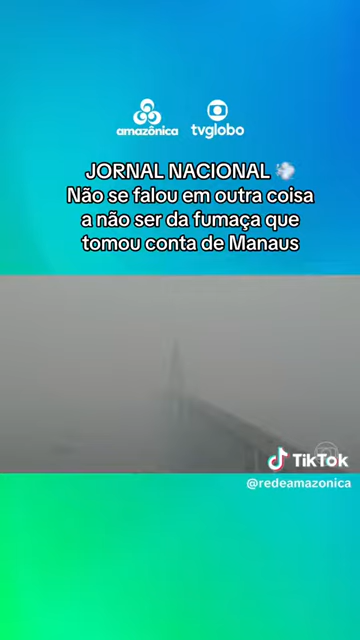 amazônica
tvglobo
JORNAL NACIONAL
Não se falou em outra coisa
a não ser da fumaça que
tomou conta de Manaus
TikTok
@redeamazonica